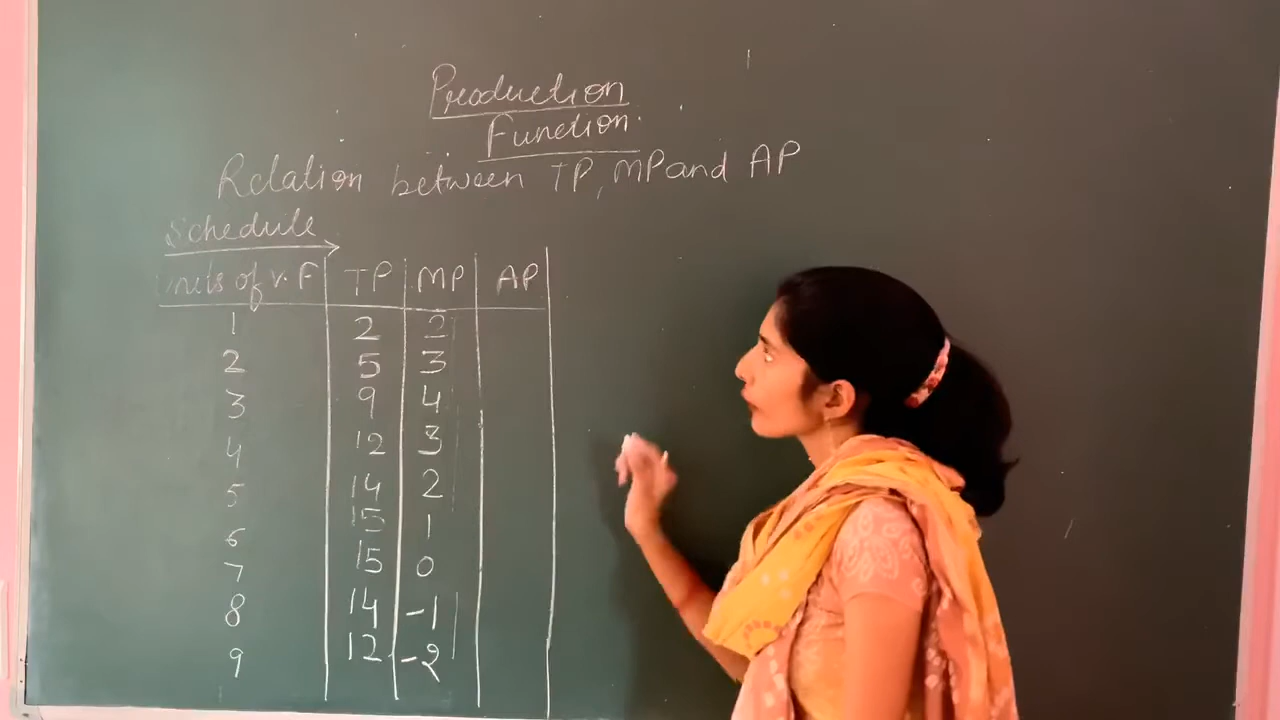 Production
Function.
Relation between TP, MP and AP
Schedule
Units of V.F TP MP AP
1 2 2
2 5 3
3 9 4
4 12 3
5 14 2
6 15 1
7 15 0
8 14 -1
9 12 -2